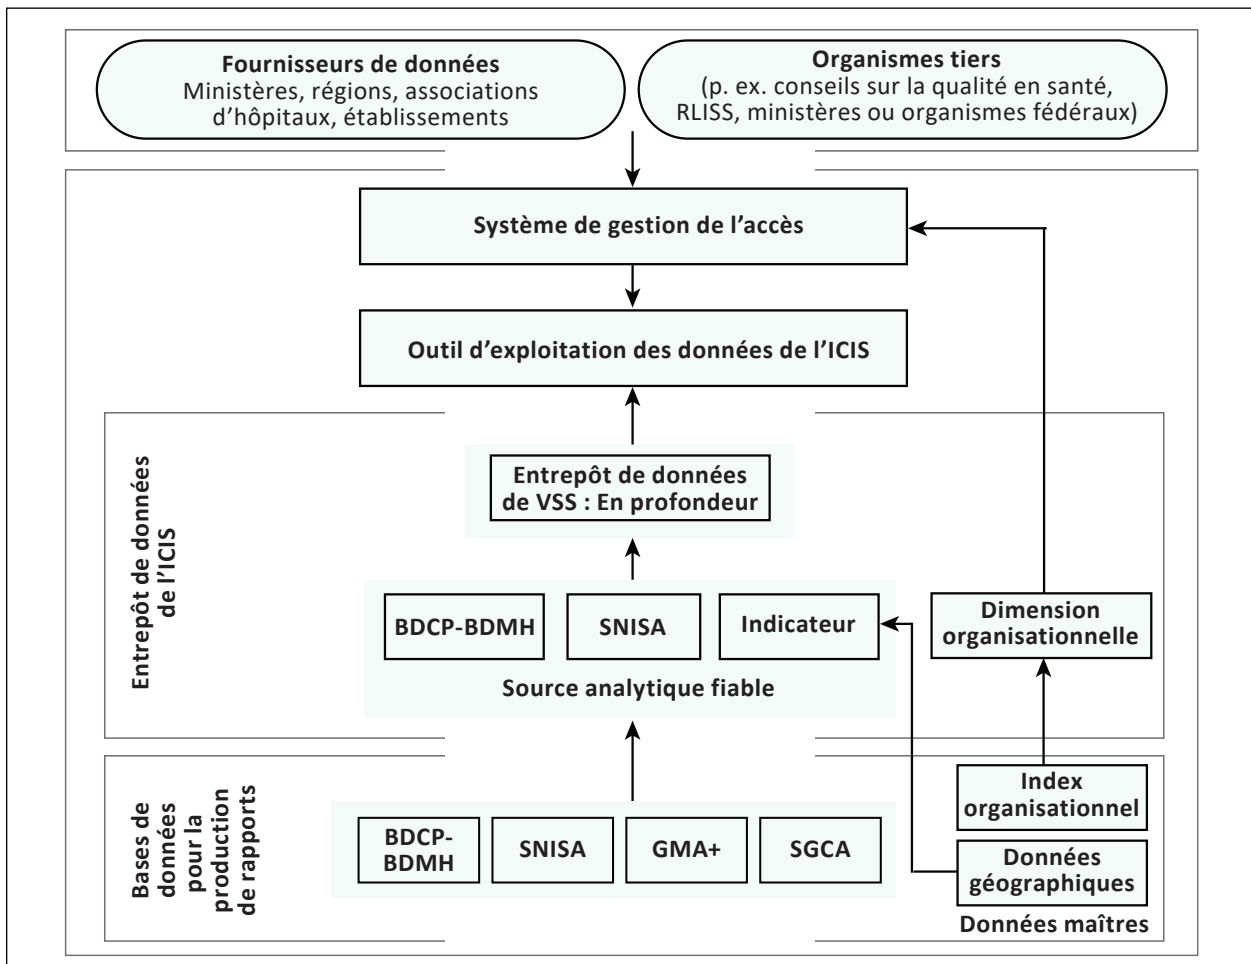 Fournisseurs de données
Ministères, régions, associations
d’hôpitaux, établissements
Organismes tiers
(p. ex. conseils sur la qualité en santé,
RLISS, ministères ou organismes fédéraux)
Système de gestion de l’accès
Outil d’exploitation des données de l’ICIS
Entrepôt de données
de l’ICIS
Entrepôt de données
de VSS : En profondeur
BDCP-BDMH
SNISA
Indicateur
Source analytique fiable
Dimension
organisationnelle
Bases de
données
pour la
production
de rapports
BDCP-
BDMH
SNISA
GMA+
SGCA
Index
organisationnel
Données
géographiques
Données maîtres